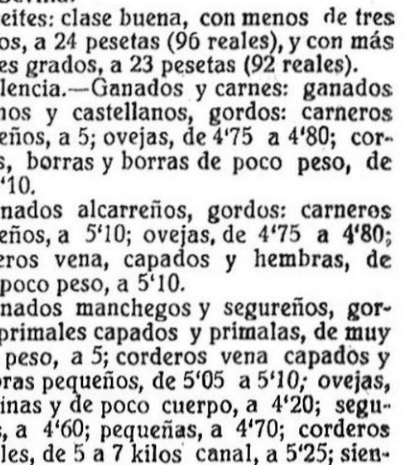 eites: clase buena, con menos de tres
os, a 24 pesetas (96 reales), y con más
es grados, a 23 pesetas (92 reales).
lencia.—Ganados y carnes: ganados
nos y castellanos, gordos: carneros
eños, a 5; ovejas, de 4'75 a 4'80; cor-
s, borras y borras de poco peso, de
'10.
nados alcarreños, gordos: carneros
eños, a 5'10; ovejas, de 4'75 a 4'80;
eros vena, capados y hembras, de
poco peso, a 5'10.
nados manchegos y segureños, gor-
primales capados y primalas, de muy
peso, a 5; corderos vena capados y
bras pequeños, de 5'05 a 5'10; ovejas,
inas y de poco cuerpo, a 4'20; segu-
s, a 4'60; pequeñas, a 4'70; corderos
les, de 5 a 7 kilos canal, a 5'25; sien-